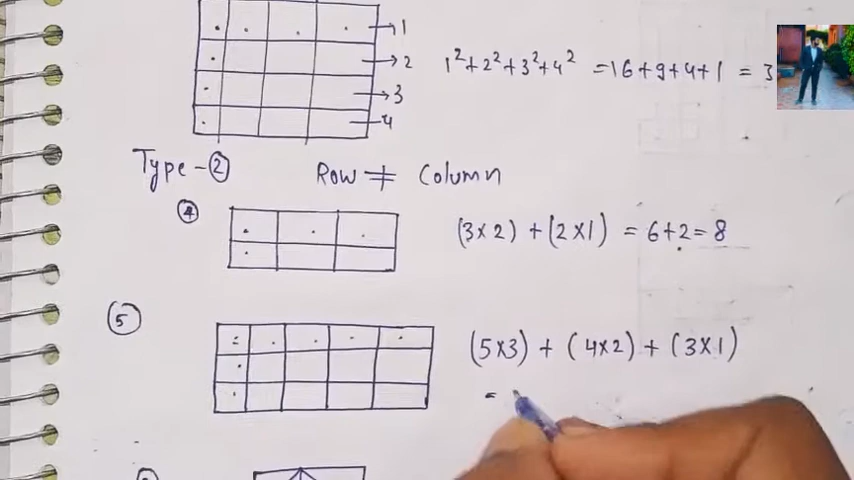 1
2
3
4
1² + 2² + 3² + 4² = 16 + 9 + 4 + 1 = 3
Type - ② Row ≠ Column
④ (3×2) + (2×1) = 6+2 = 8
⑤ (5×3) + (4×2) + (3×1)
=